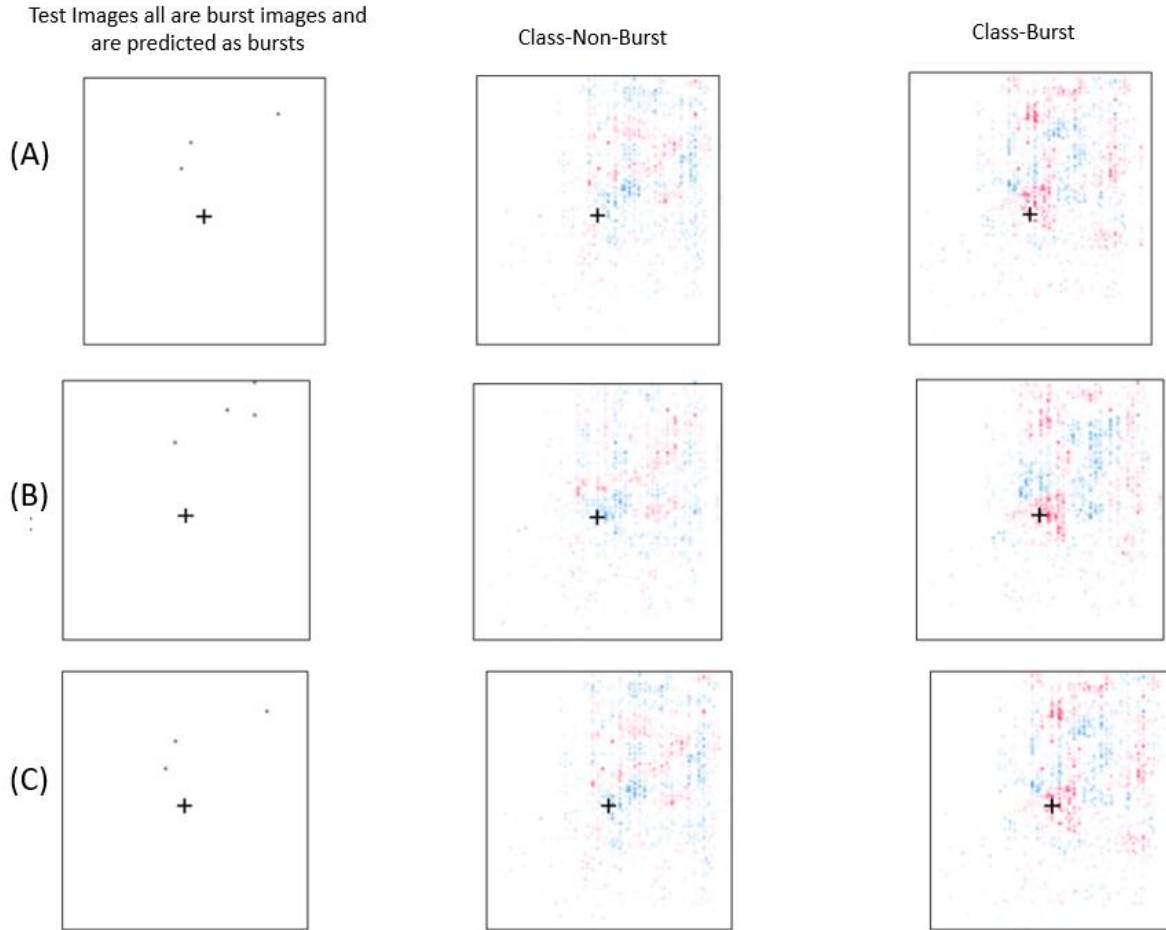 Test Images all are burst images and
are predicted as bursts
Class-Non-Burst
Class-Burst
(A)
(B)
(C)